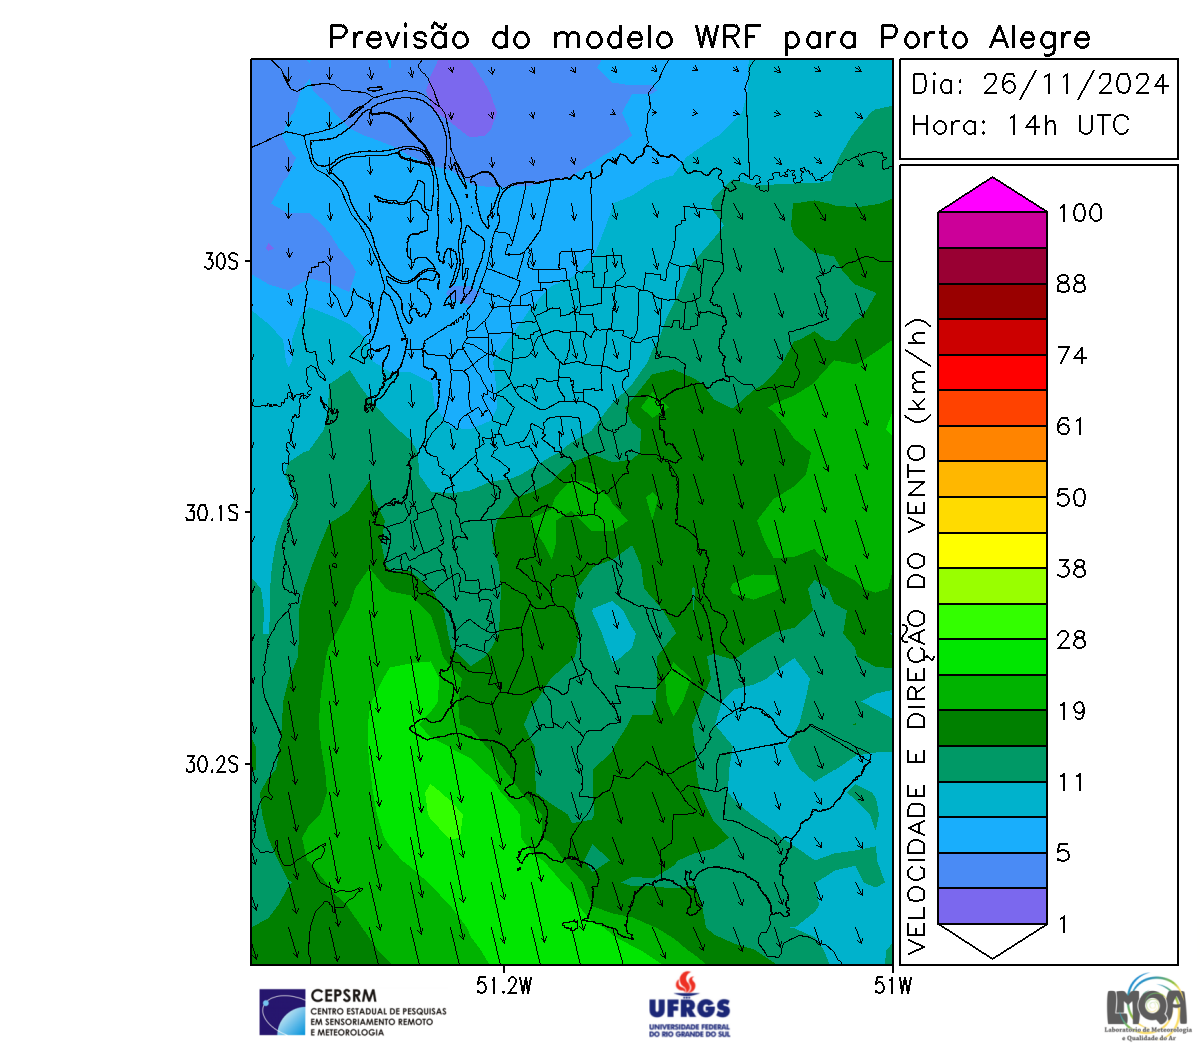 Previsão do modelo WRF para Porto Alegre
Dia: 26/11/2024
Hora: 14h UTC
30S
30.1S
30.2S
51.2W
51W
VELOCIDADE E DIREÇÃO DO VENTO (km/h)
100
88
74
61
50
38
28
19
11
5
1
CEPSRM
CENTRO ESTADUAL DE PESQUISAS
EM SENSORIAMENTO REMOTO
E METEOROLOGIA
UFRGS
UNIVERSIDADE FEDERAL
DO RIO GRANDE DO SUL
LMQA
Laboratório de Meteorologia
e Qualidade do Ar